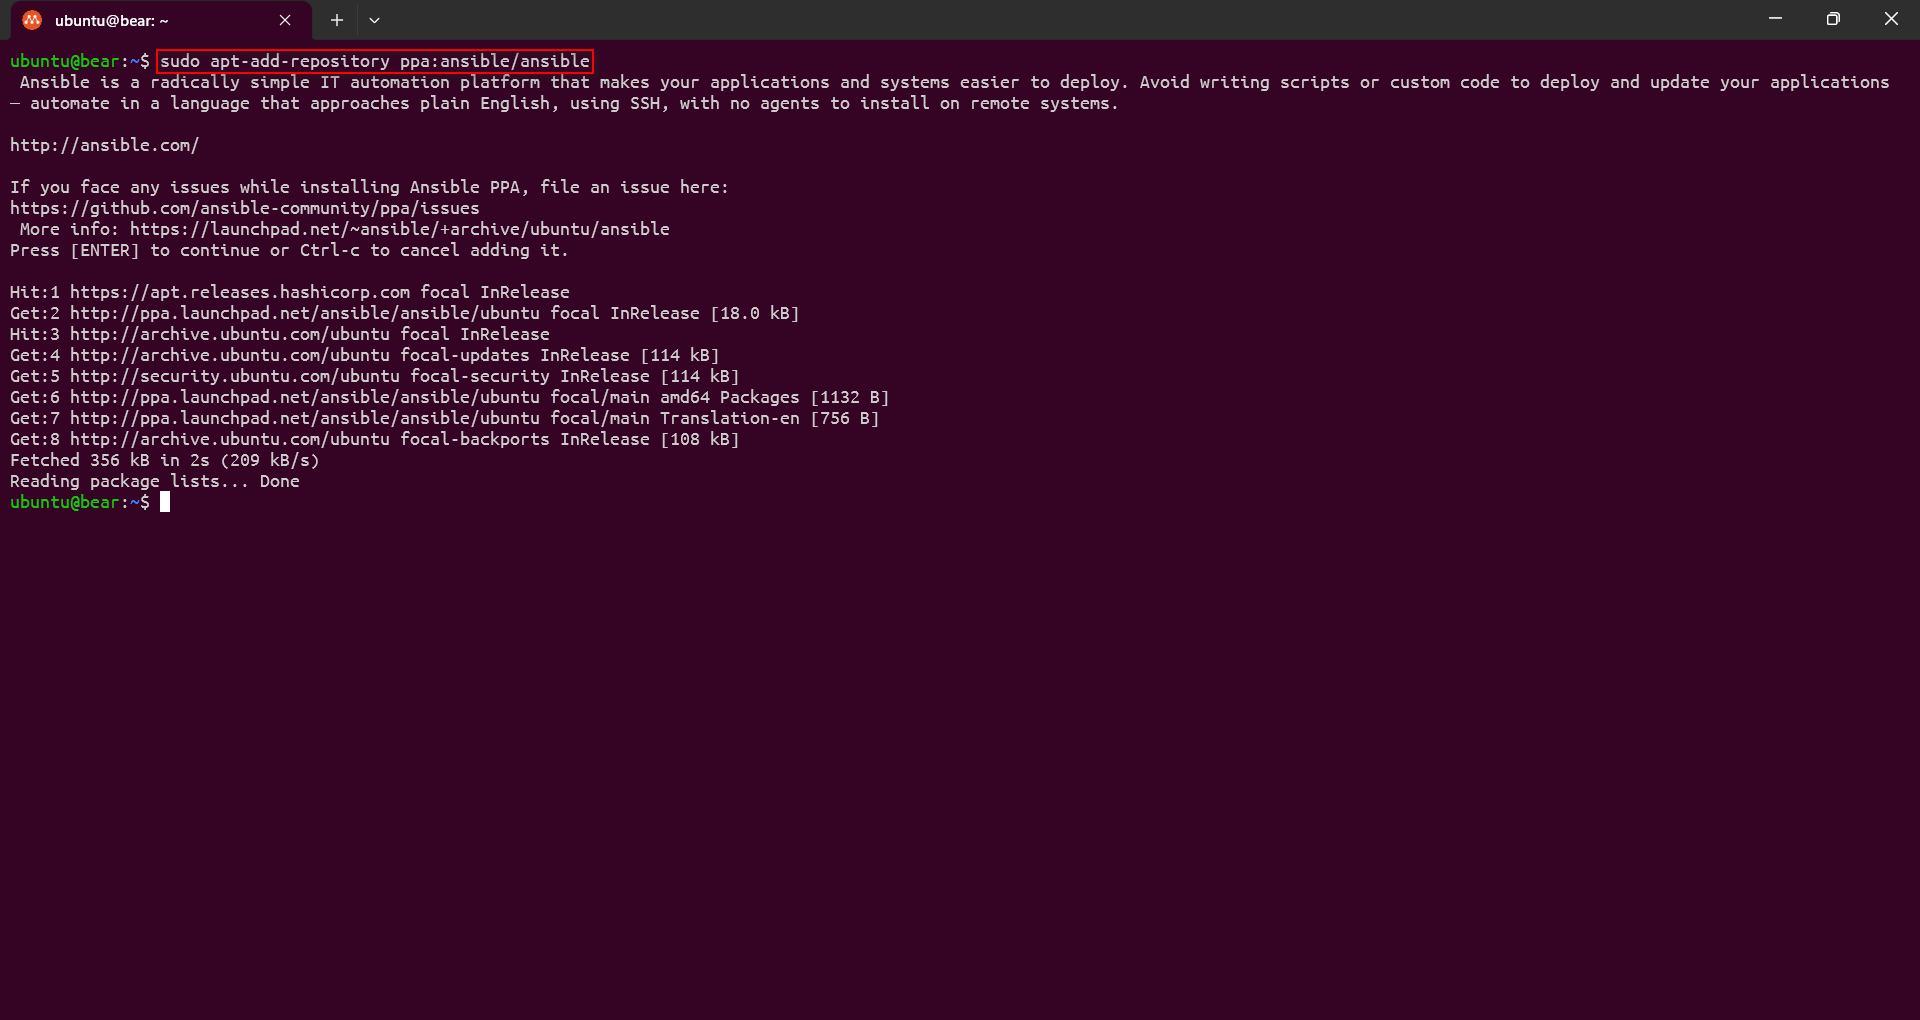 ubuntu@bear: ~
ubuntu@bear:~$ sudo apt-add-repository ppa:ansible/ansible
 Ansible is a radically simple IT automation platform that makes your applications and systems easier to deploy. Avoid writing scripts or custom code to deploy and update your applications
— automate in a language that approaches plain English, using SSH, with no agents to install on remote systems.

http://ansible.com/

If you face any issues while installing Ansible PPA, file an issue here:
https://github.com/ansible-community/ppa/issues
 More info: https://launchpad.net/~ansible/+archive/ubuntu/ansible
Press [ENTER] to continue or Ctrl-c to cancel adding it.

Hit:1 https://apt.releases.hashicorp.com focal InRelease
Get:2 http://ppa.launchpad.net/ansible/ansible/ubuntu focal InRelease [18.0 kB]
Hit:3 http://archive.ubuntu.com/ubuntu focal InRelease
Get:4 http://archive.ubuntu.com/ubuntu focal-updates InRelease [114 kB]
Get:5 http://security.ubuntu.com/ubuntu focal-security InRelease [114 kB]
Get:6 http://ppa.launchpad.net/ansible/ansible/ubuntu focal/main amd64 Packages [1132 B]
Get:7 http://ppa.launchpad.net/ansible/ansible/ubuntu focal/main Translation-en [756 B]
Get:8 http://archive.ubuntu.com/ubuntu focal-backports InRelease [108 kB]
Fetched 356 kB in 2s (209 kB/s)
Reading package lists... Done
ubuntu@bear:~$